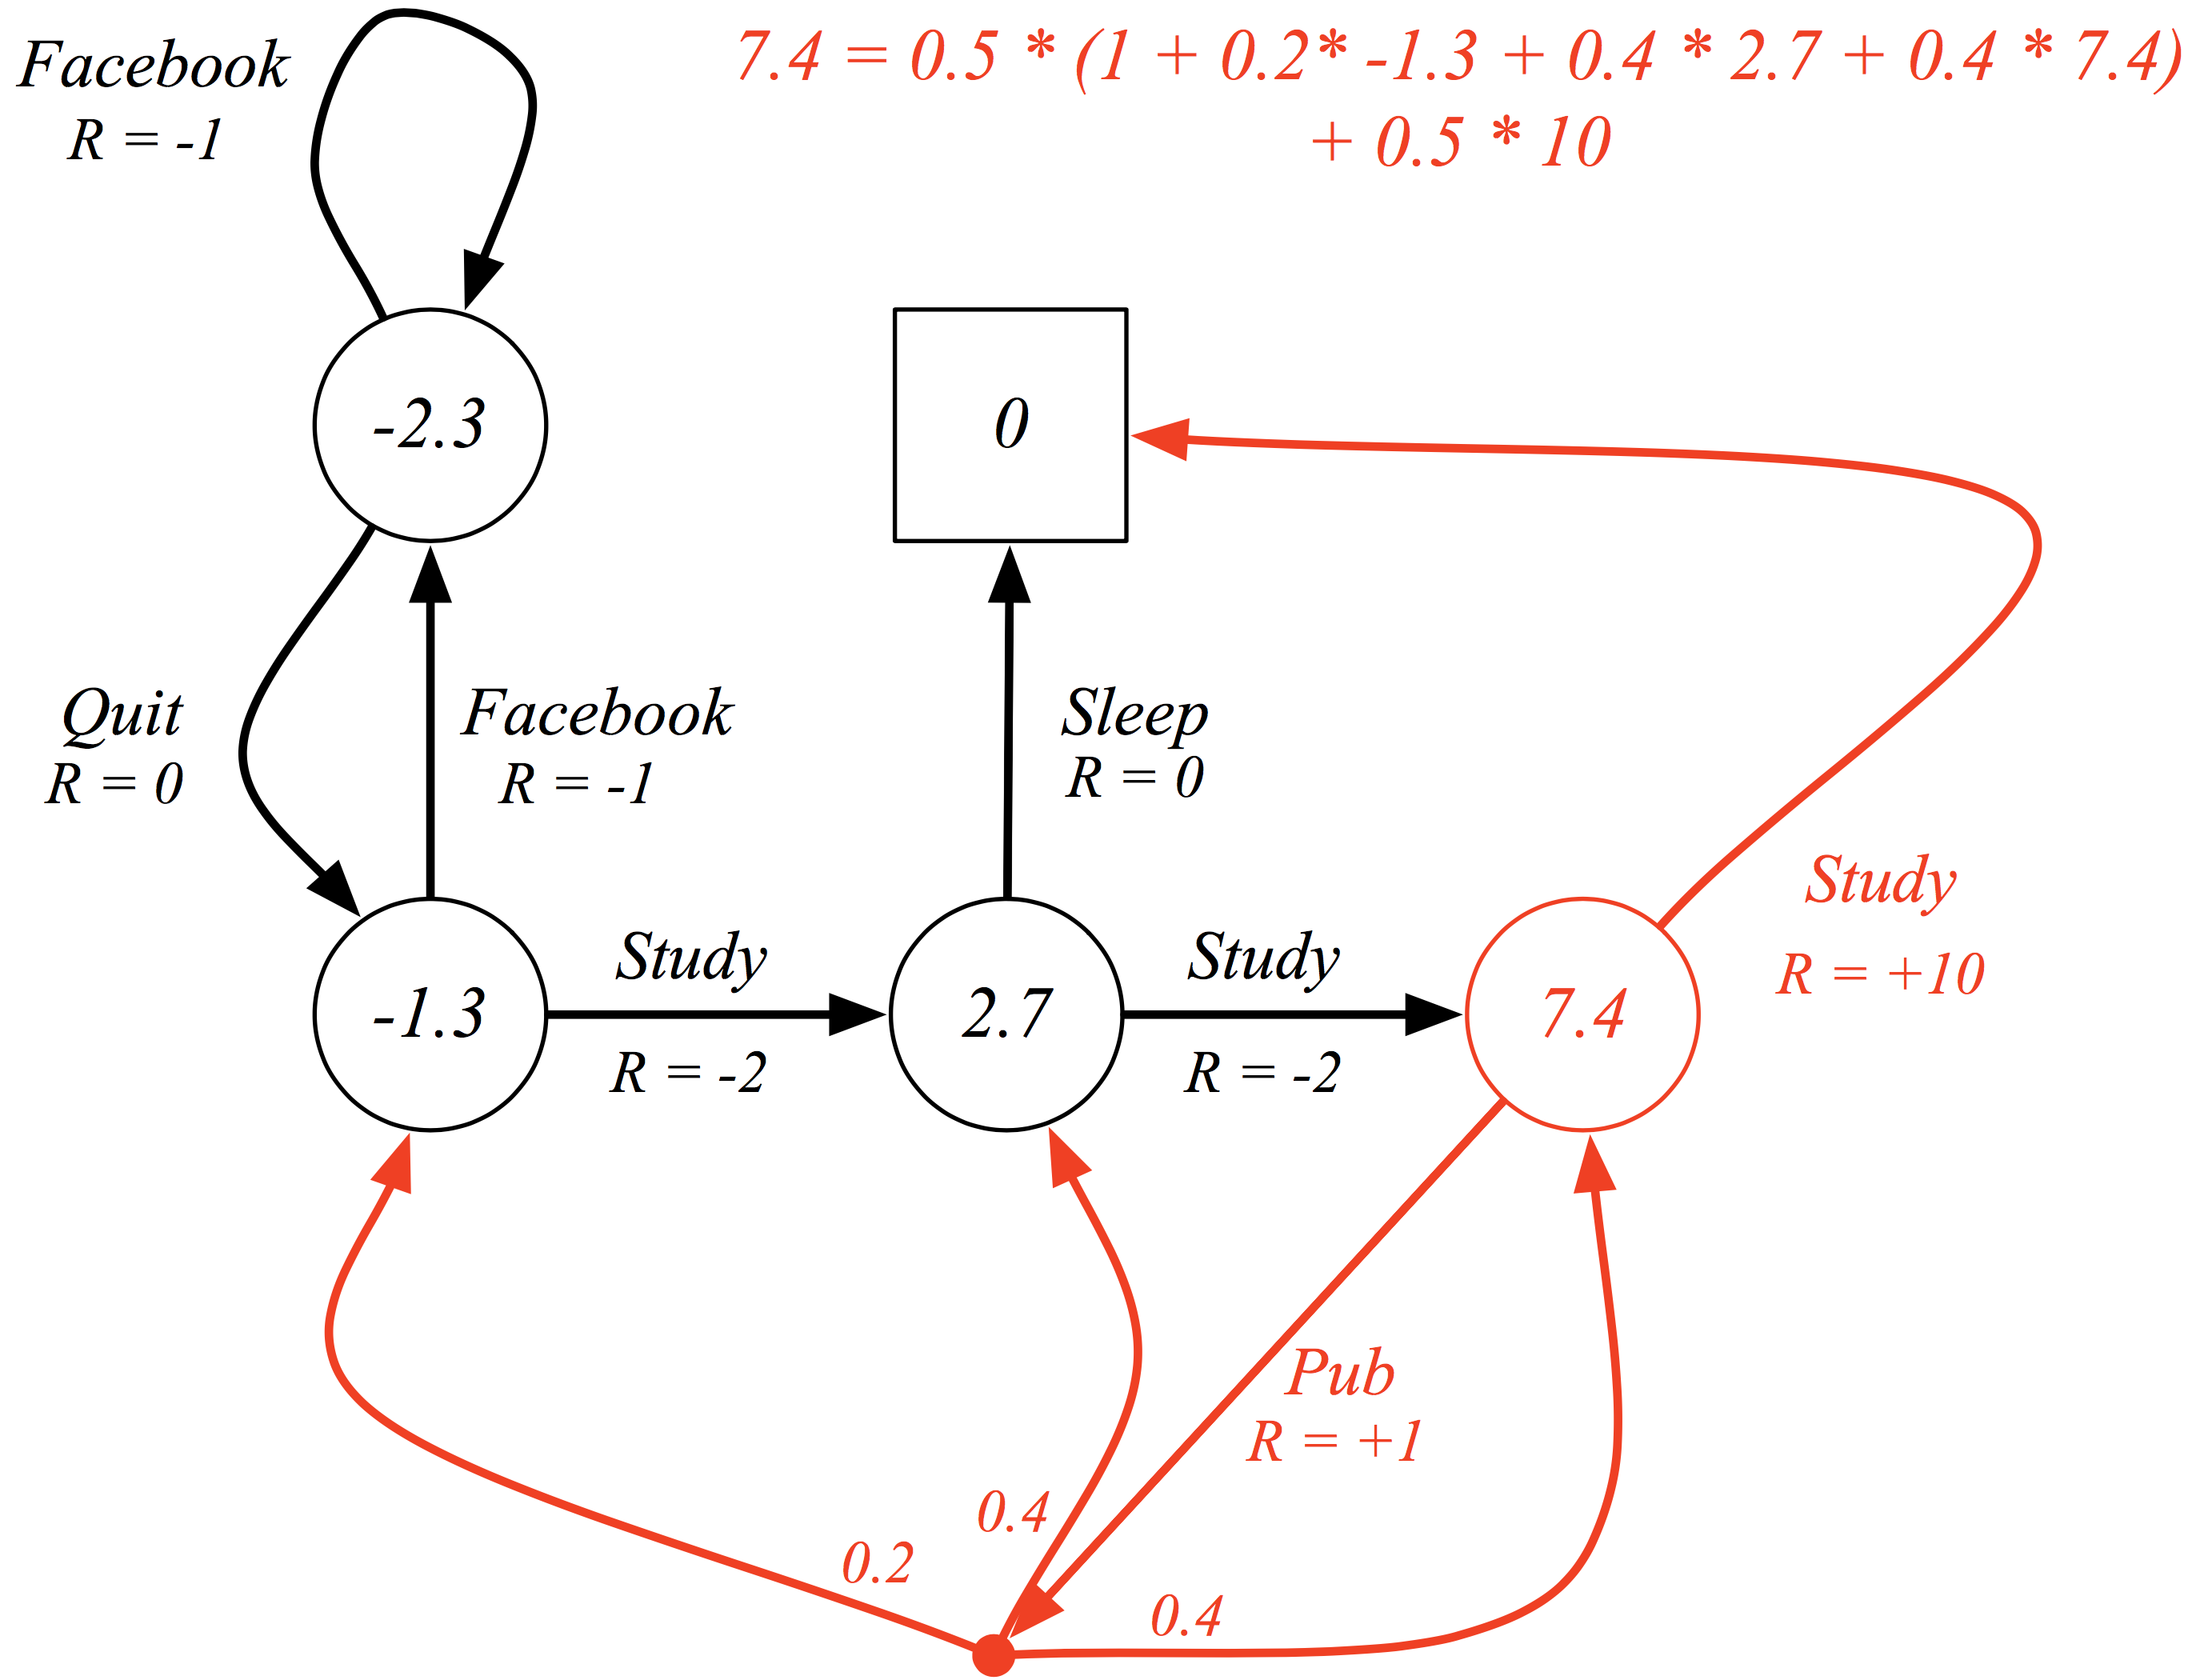 Facebook
R = -1
7.4 = 0.5 * (1 + 0.2* -1.3 + 0.4 * 2.7 + 0.4 * 7.4)
+ 0.5 * 10
-2.3
0
Quit
R = 0
Facebook
R = -1
Sleep
R = 0
Study
R = +10
-1.3
Study
R = -2
2.7
Study
R = -2
7.4
Pub
R = +1
0.4
0.2
0.4